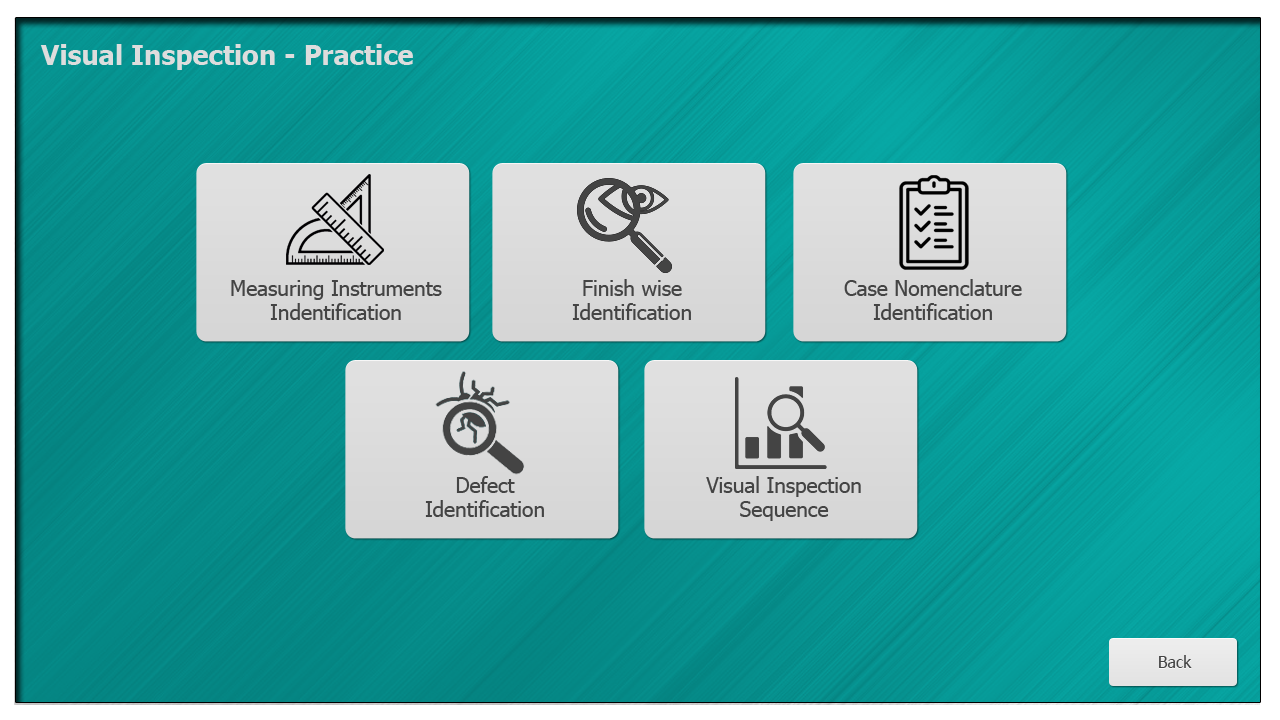 Visual Inspection - Practice
Measuring Instruments
Indentification
Finish wise
Identification
Case Nomenclature
Identification
Defect
Identification
Visual Inspection
Sequence
Back